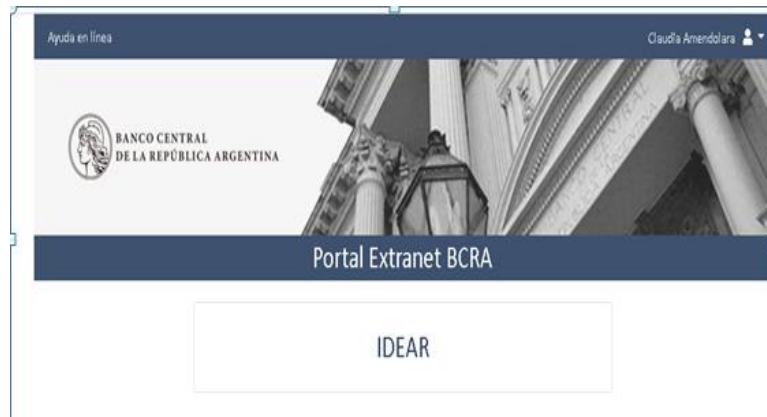 Ayuda en línea
Claudia Amendolara
BANCO CENTRAL
DE LA REPÚBLICA ARGENTINA
Portal Extranet BCRA
IDEAR